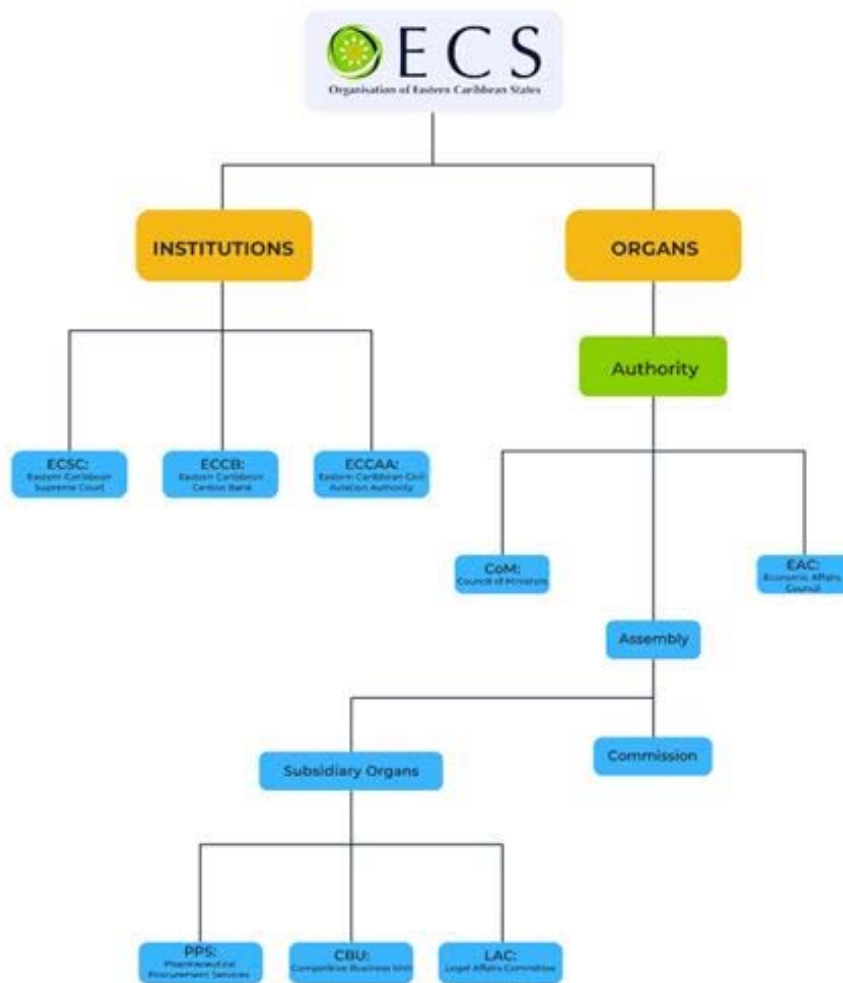 OECS
Organisation of Eastern Caribbean States
INSTITUTIONS
ORGANS
Authority
ECSC:
Eastern Caribbean
Supreme Court
ECCB:
Eastern Caribbean
Central Bank
ECCAA:
Eastern Caribbean Civil
Aviation Authority
CoM:
Council of Ministers
EAC:
Economic Affairs
Council
Assembly
Subsidiary Organs
Commission
PPS:
Pharmaceutical
Procurement Services
CBU:
Competitive Business Unit
LAC:
Legal Affairs Committee